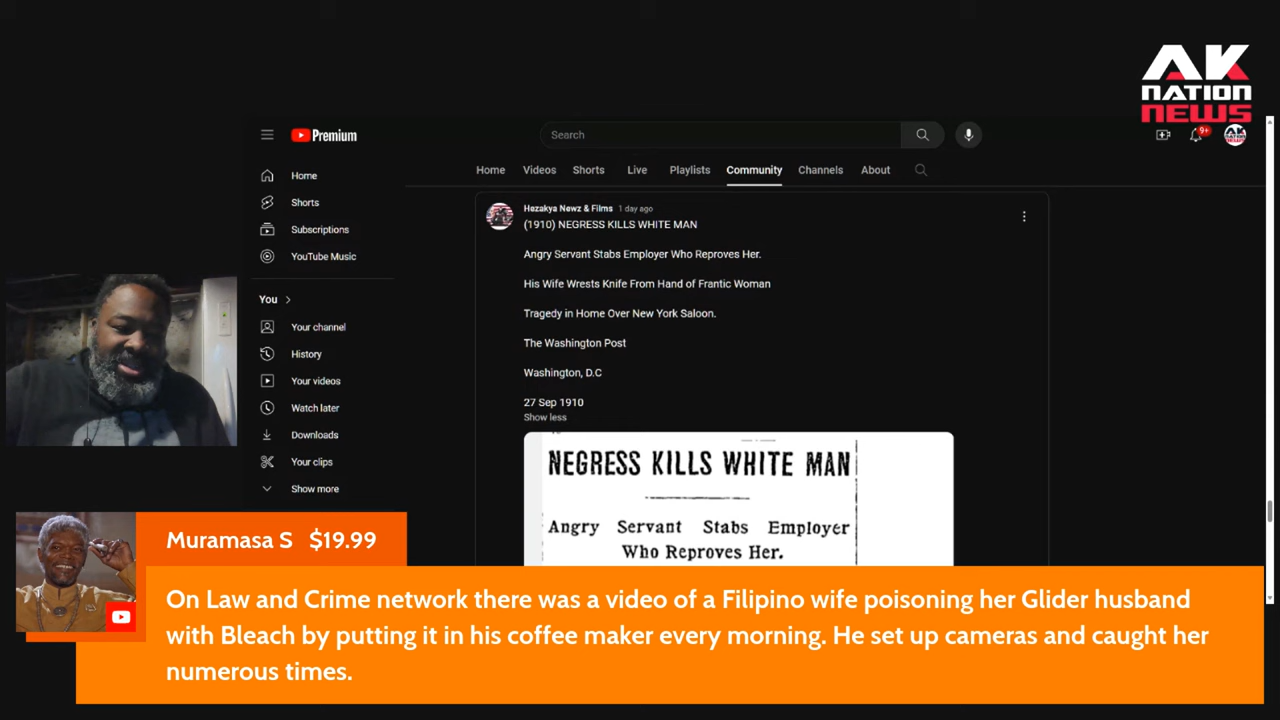 AK
NATION
NEWS
Premium
Search
9+
AK
NATION
NEWS
Home
Videos
Shorts
Live
Playlists
Community
Channels
About
Home
Shorts
Subscriptions
YouTube Music
You
Your channel
History
Your videos
Watch later
Downloads
Your clips
Show more
Hezakya Newz & Films 1 day ago
(1910) NEGRESS KILLS WHITE MAN
Angry Servant Stabs Employer Who Reproves Her.
His Wife Wrests Knife From Hand of Frantic Woman
Tragedy in Home Over New York Saloon.
The Washington Post
Washington, D.C
27 Sep 1910
Show less
NEGRESS KILLS WHITE MAN
Angry Servant Stabs Employer
Who Reproves Her.
Muramasa S $19.99
On Law and Crime network there was a video of a Filipino wife poisoning her Glider husband
with Bleach by putting it in his coffee maker every morning. He set up cameras and caught her
numerous times.